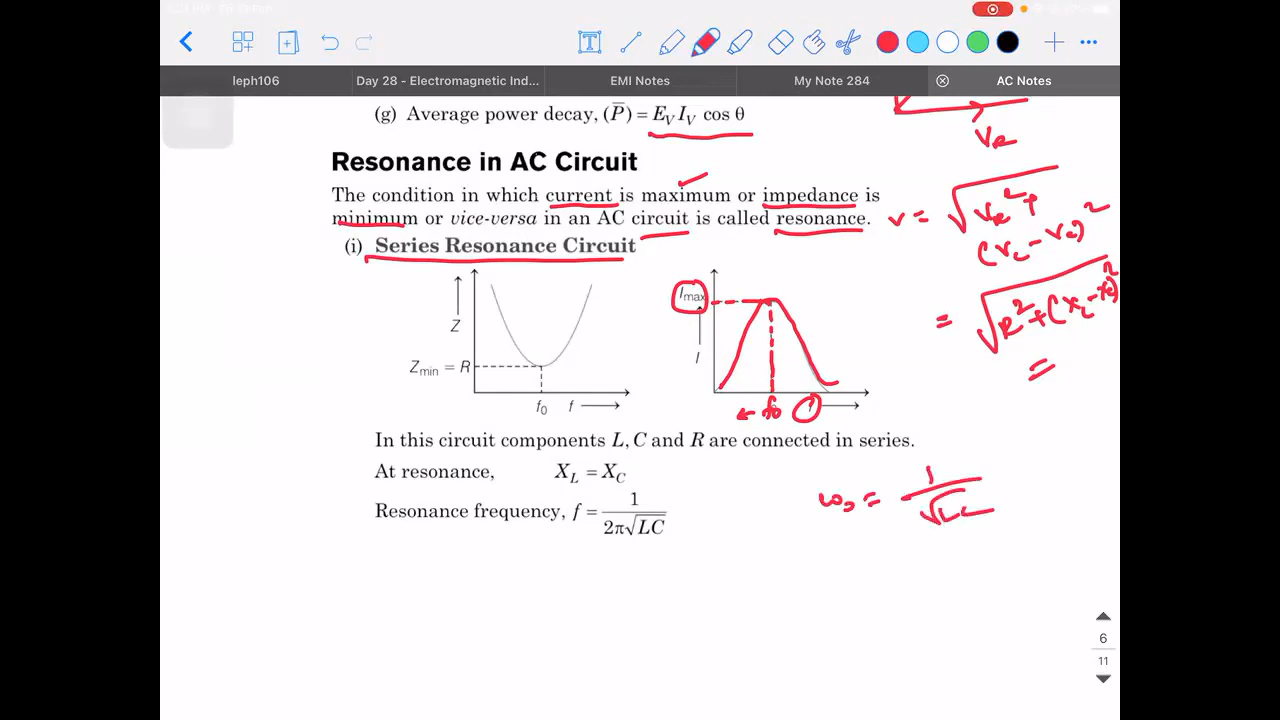 leph106
Day 28 - Electromagnetic Ind...
EMI Notes
My Note 284
AC Notes
(g) Average power decay, (P̅) = E_V I_V cos θ
V_R
Resonance in AC Circuit
The condition in which current is maximum or impedance is
minimum or vice-versa in an AC circuit is called resonance.
V = √V_R² +
(V_L - V_C)²
(i) Series Resonance Circuit
= √R² + (X_L - X_C)²
=
Z
Z_min = R
f_0 f
I_max
I
f_0 f
In this circuit components L, C and R are connected in series.
At resonance, X_L = X_C
Resonance frequency, f = 1/2π√LC
ω_0 = 1/√LC
6
11